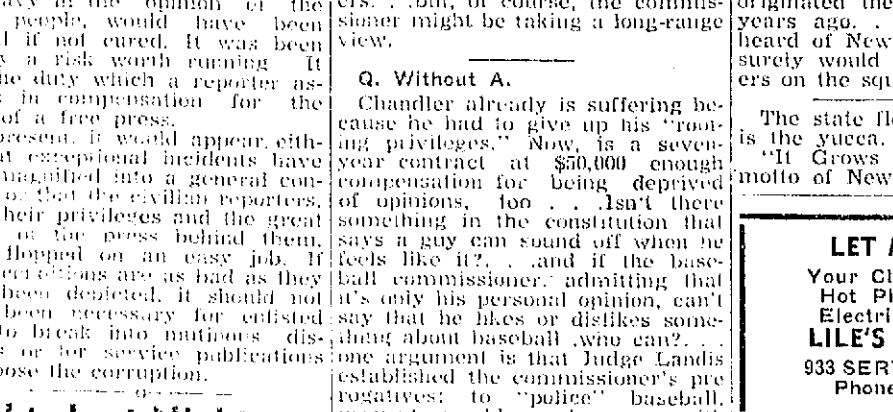 the opinion of the
people, would have been
if not cured. It was been
a risk worth running It
the duty which a reporter as-
in compensation for the
of a free press.
present, it would appear, eith-
exceptional incidents have
magnified into a general con-
or that the civilian reporters,
their privileges and the great
of the press behind them,
flopped on an easy job. If
are as bad as they
been depicted, it should not
been necessary for enlisted
to break into mutinous dis-
or for service publications
the corruption.
ers. . .but, of course, the commis-
sioner might be taking a long-range
view.
Q. Without A.
Chandler already is suffering be-
cause he had to give up his "root-
ing privileges." Now, is a seven-
year contract at $50,000 enough
compensation for being deprived
of opinions, too . . .Isn't there
something in the constitution that
says a guy can sound off when he
feels like it?. . .and if the base-
ball commissioner, admitting that
it's only his personal opinion, can't
say that he likes or dislikes some-
thing about baseball ,who can?. . .
one argument is that Judge Landis
established the commissioner's pre
rogatives: to "police" baseball,
originated the
years ago. .
heard of New
surely would
ers on the squ
The state fl
is the yucca.
"It Grows
motto of New
LET A
Your Cl
Hot Pl
Electri
LILE'S
933 SER
Phone